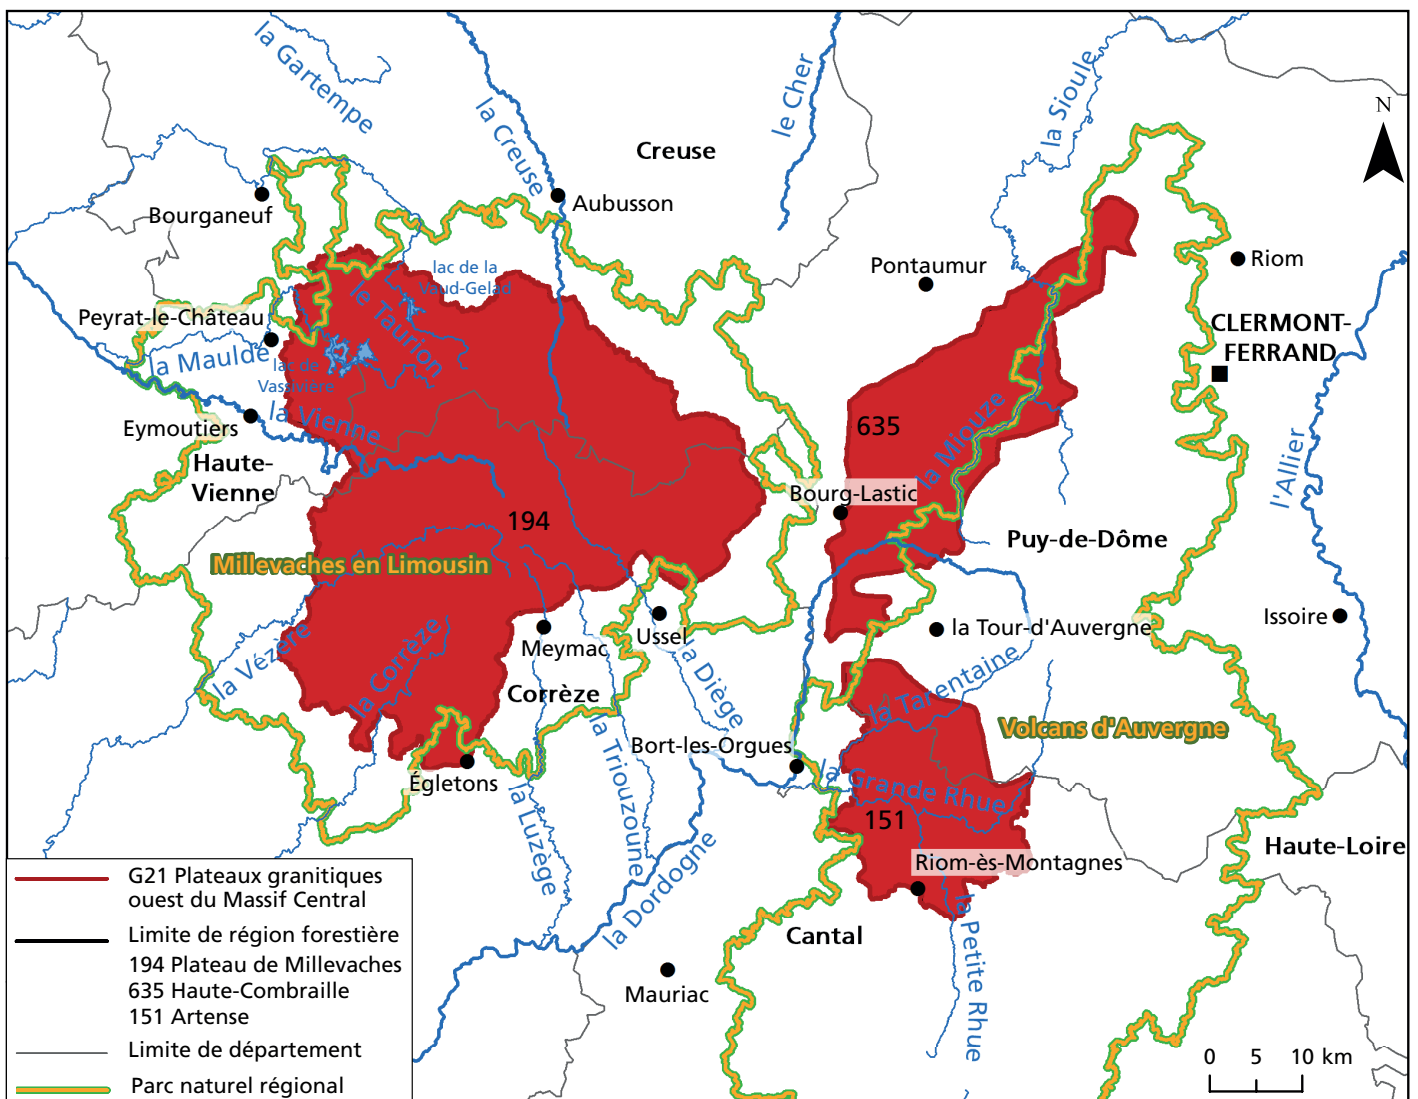 la Gartempe
la Creuse
le Cher
la Sioule
N
Creuse
Bourganeuf
Aubusson
Riom
Pontaumur
lac de la
Vaud-Gelad
le Taurion
Peyrat-le-Château
CLERMONT-
FERRAND
la Maulde
lac de
Vassivière
la Vienne
Eymoutiers
635
la Miouze
l'Allier
Haute-
Vienne
Bourg-Lastic
194
Puy-de-Dôme
Millevaches en Limousin
Issoire
la Vézère
la Corrèze
Meymac
Ussel
la Tour-d'Auvergne
la Diège
la Tarentaine
Corrèze
Volcans d'Auvergne
la Triouzoune
Bort-les-Orgues
Égletons
la Luzège
la Grande Rhue
151
la Dordogne
Riom-ès-Montagnes
Haute-Loire
la Petite Rhue
Cantal
Mauriac
G21 Plateaux granitiques
ouest du Massif Central
Limite de région forestière
194 Plateau de Millevaches
635 Haute-Combraille
151 Artense
Limite de département
Parc naturel régional
0 5 10 km